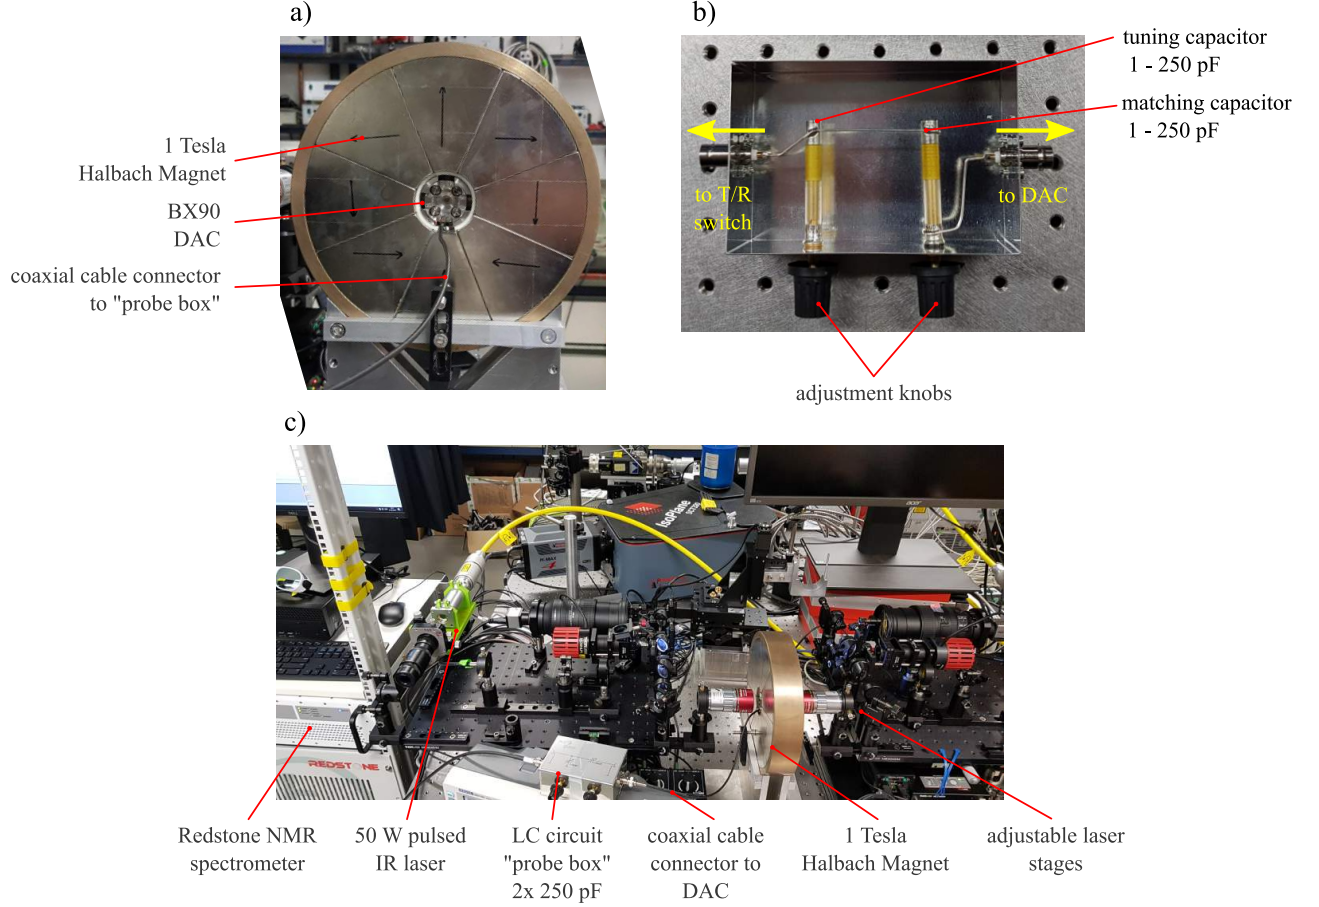 a)
1 Tesla
Halbach Magnet
BX90
DAC
coaxial cable connector
to "probe box"
b)
tuning capacitor
1 - 250 pF
matching capacitor
1 - 250 pF
to T/R
switch
to DAC
adjustment knobs
c)
IsoPlane
acer
REDSTONE
Redstone NMR
spectrometer
50 W pulsed
IR laser
LC circuit
"probe box"
2x 250 pF
coaxial cable
connector to
DAC
1 Tesla
Halbach Magnet
adjustable laser
stages